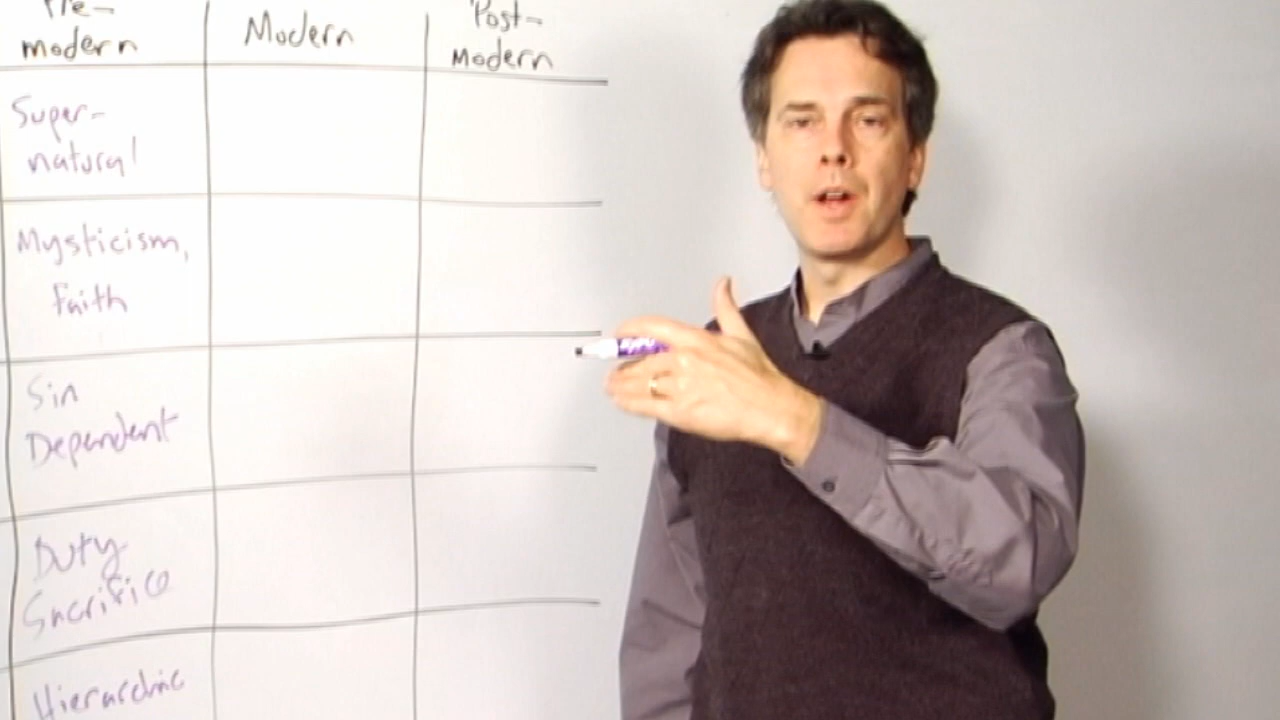 Pre-
modern
Modern
Post-
Modern
Super-
natural
Mysticism,
Faith
Sin
Dependent
Duty
Sacrifice
Hierarchic